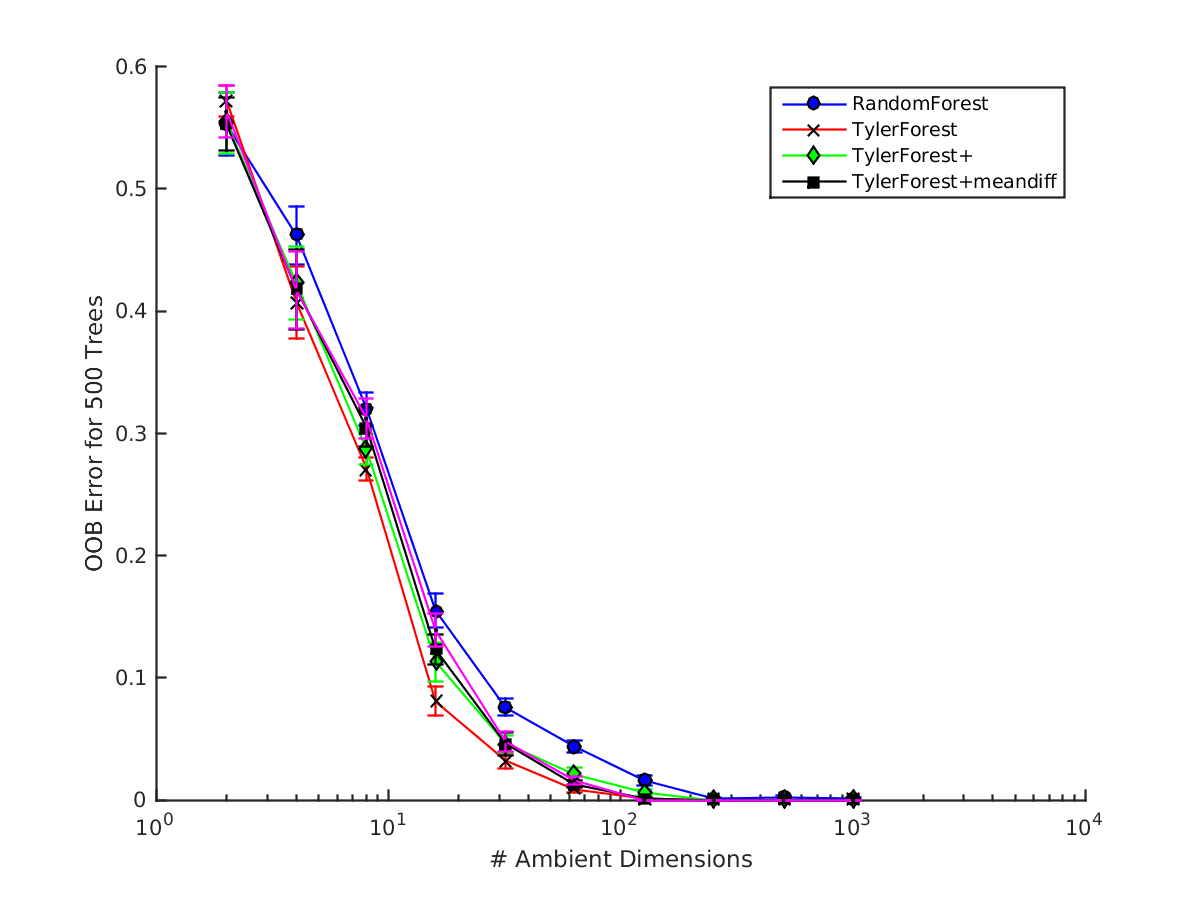 RandomForest
TylerForest
TylerForest+
TylerForest+meandiff
OOB Error for 500 Trees
0.6
0.5
0.4
0.3
0.2
0.1
0
10^0 10^1 10^2 10^3 10^4
# Ambient Dimensions